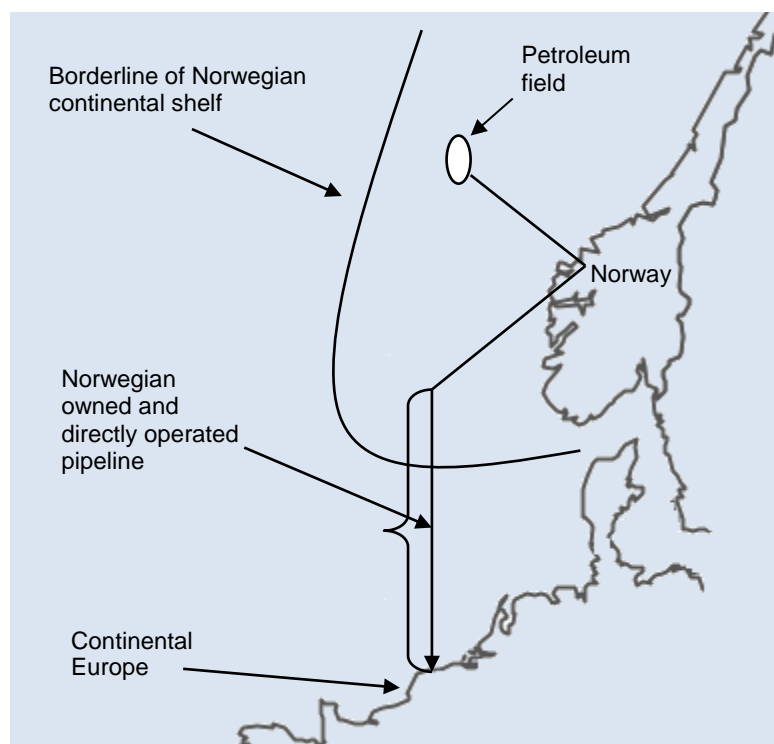 Petroleum
field
Borderline of Norwegian
continental shelf
Norway
Norwegian
owned and
directly operated
pipeline
Continental
Europe